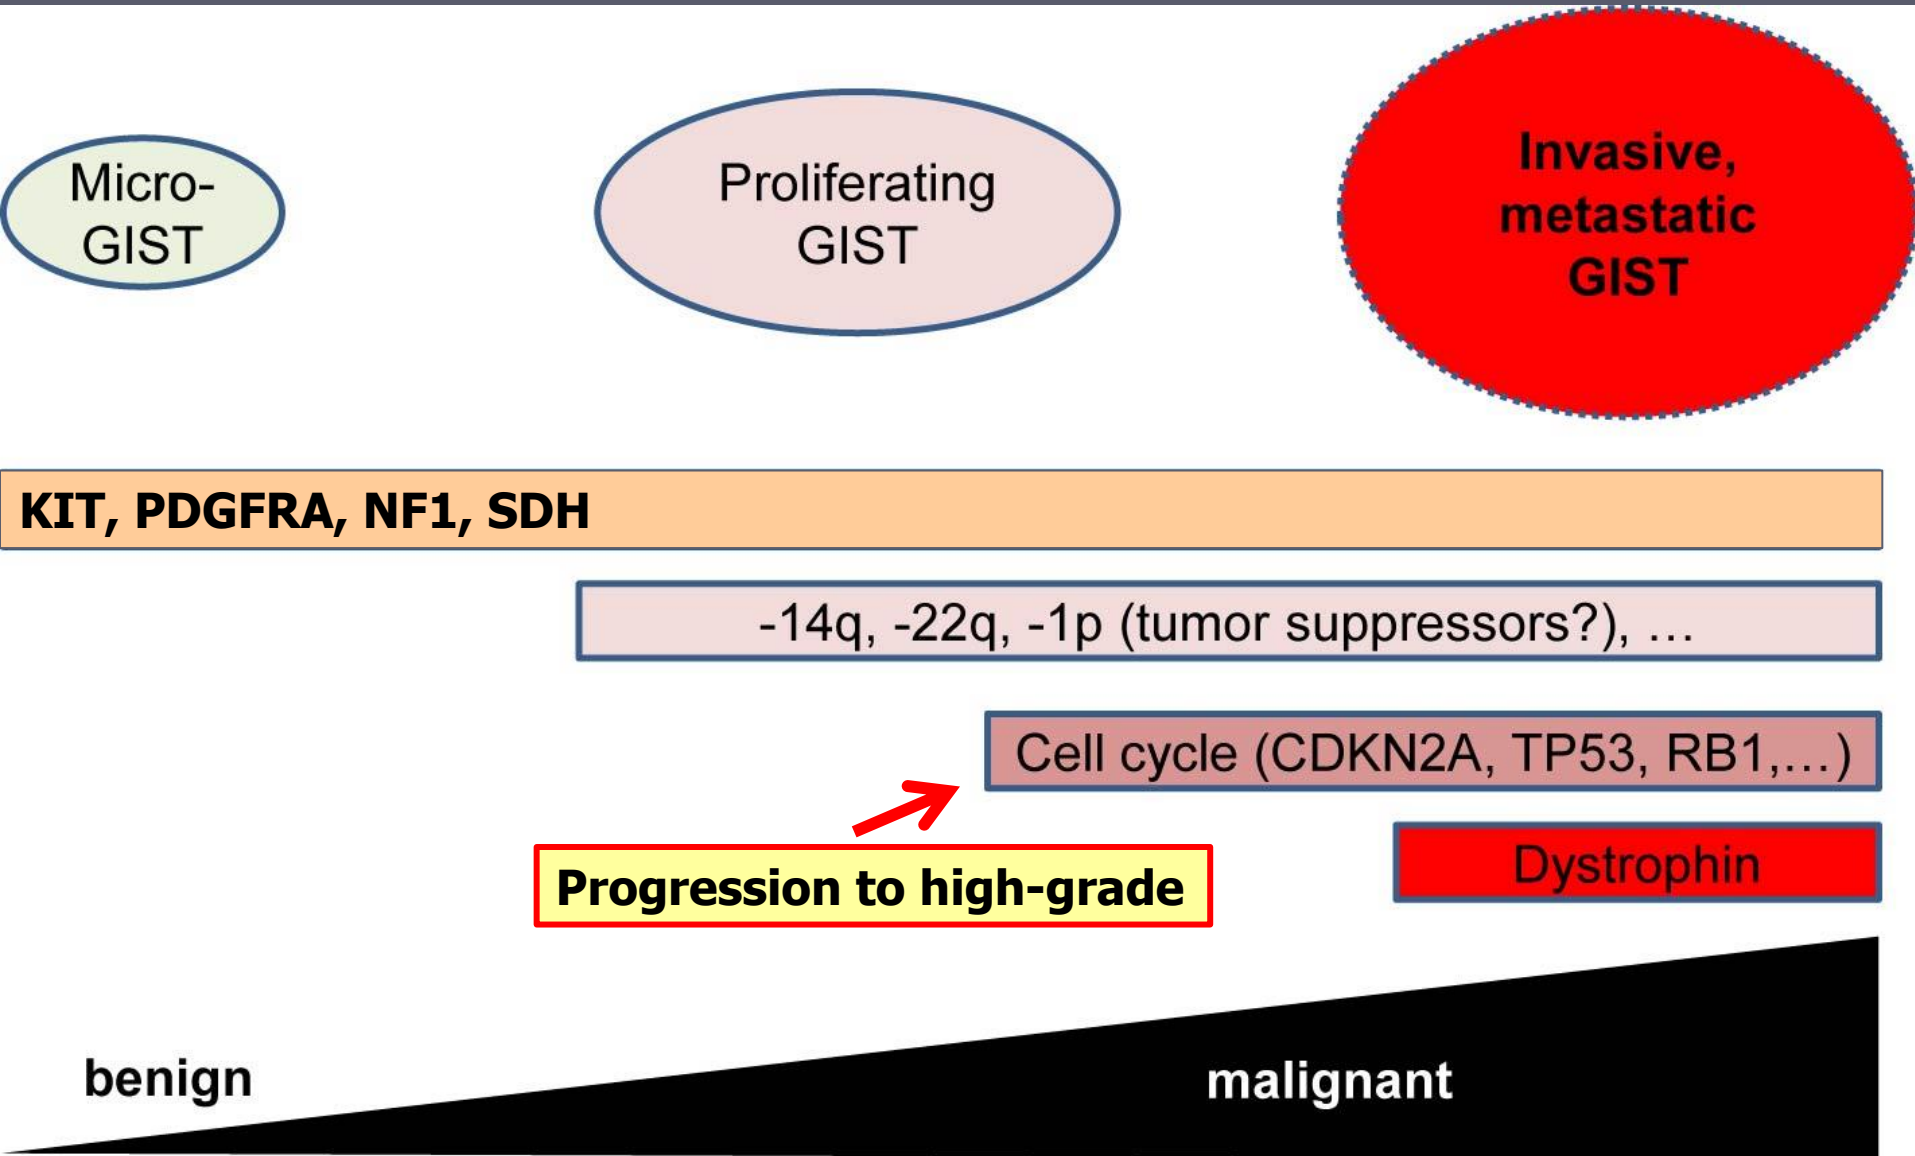 Micro-
GIST
Proliferating
GIST
Invasive,
metastatic
GIST
KIT, PDGFRA, NF1, SDH
-14q, -22q, -1p (tumor suppressors?), …
Cell cycle (CDKN2A, TP53, RB1,…)
Progression to high-grade
Dystrophin
benign
malignant